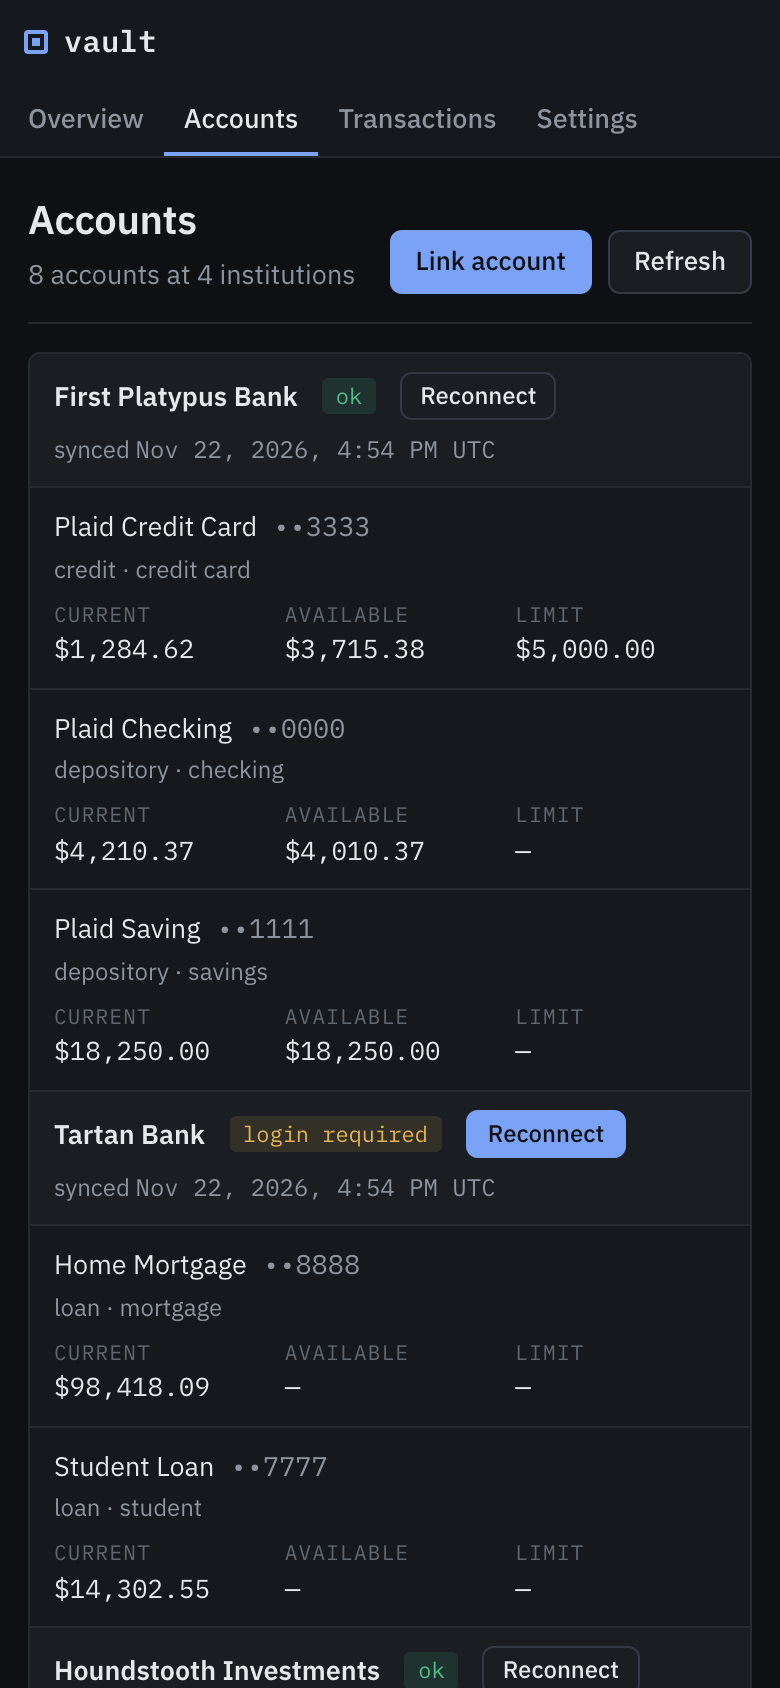 vault
Overview Accounts Transactions Settings
Accounts
8 accounts at 4 institutions
Link account Refresh
First Platypus Bank ok Reconnect
synced Nov 22, 2026, 4:54 PM UTC
Plaid Credit Card ••3333
credit · credit card
CURRENT AVAILABLE LIMIT
$1,284.62 $3,715.38 $5,000.00
Plaid Checking ••0000
depository · checking
CURRENT AVAILABLE LIMIT
$4,210.37 $4,010.37 —
Plaid Saving ••1111
depository · savings
CURRENT AVAILABLE LIMIT
$18,250.00 $18,250.00 —
Tartan Bank login required Reconnect
synced Nov 22, 2026, 4:54 PM UTC
Home Mortgage ••8888
loan · mortgage
CURRENT AVAILABLE LIMIT
$98,418.09 — —
Student Loan ••7777
loan · student
CURRENT AVAILABLE LIMIT
$14,302.55 — —
Houndstooth Investments ok Reconnect